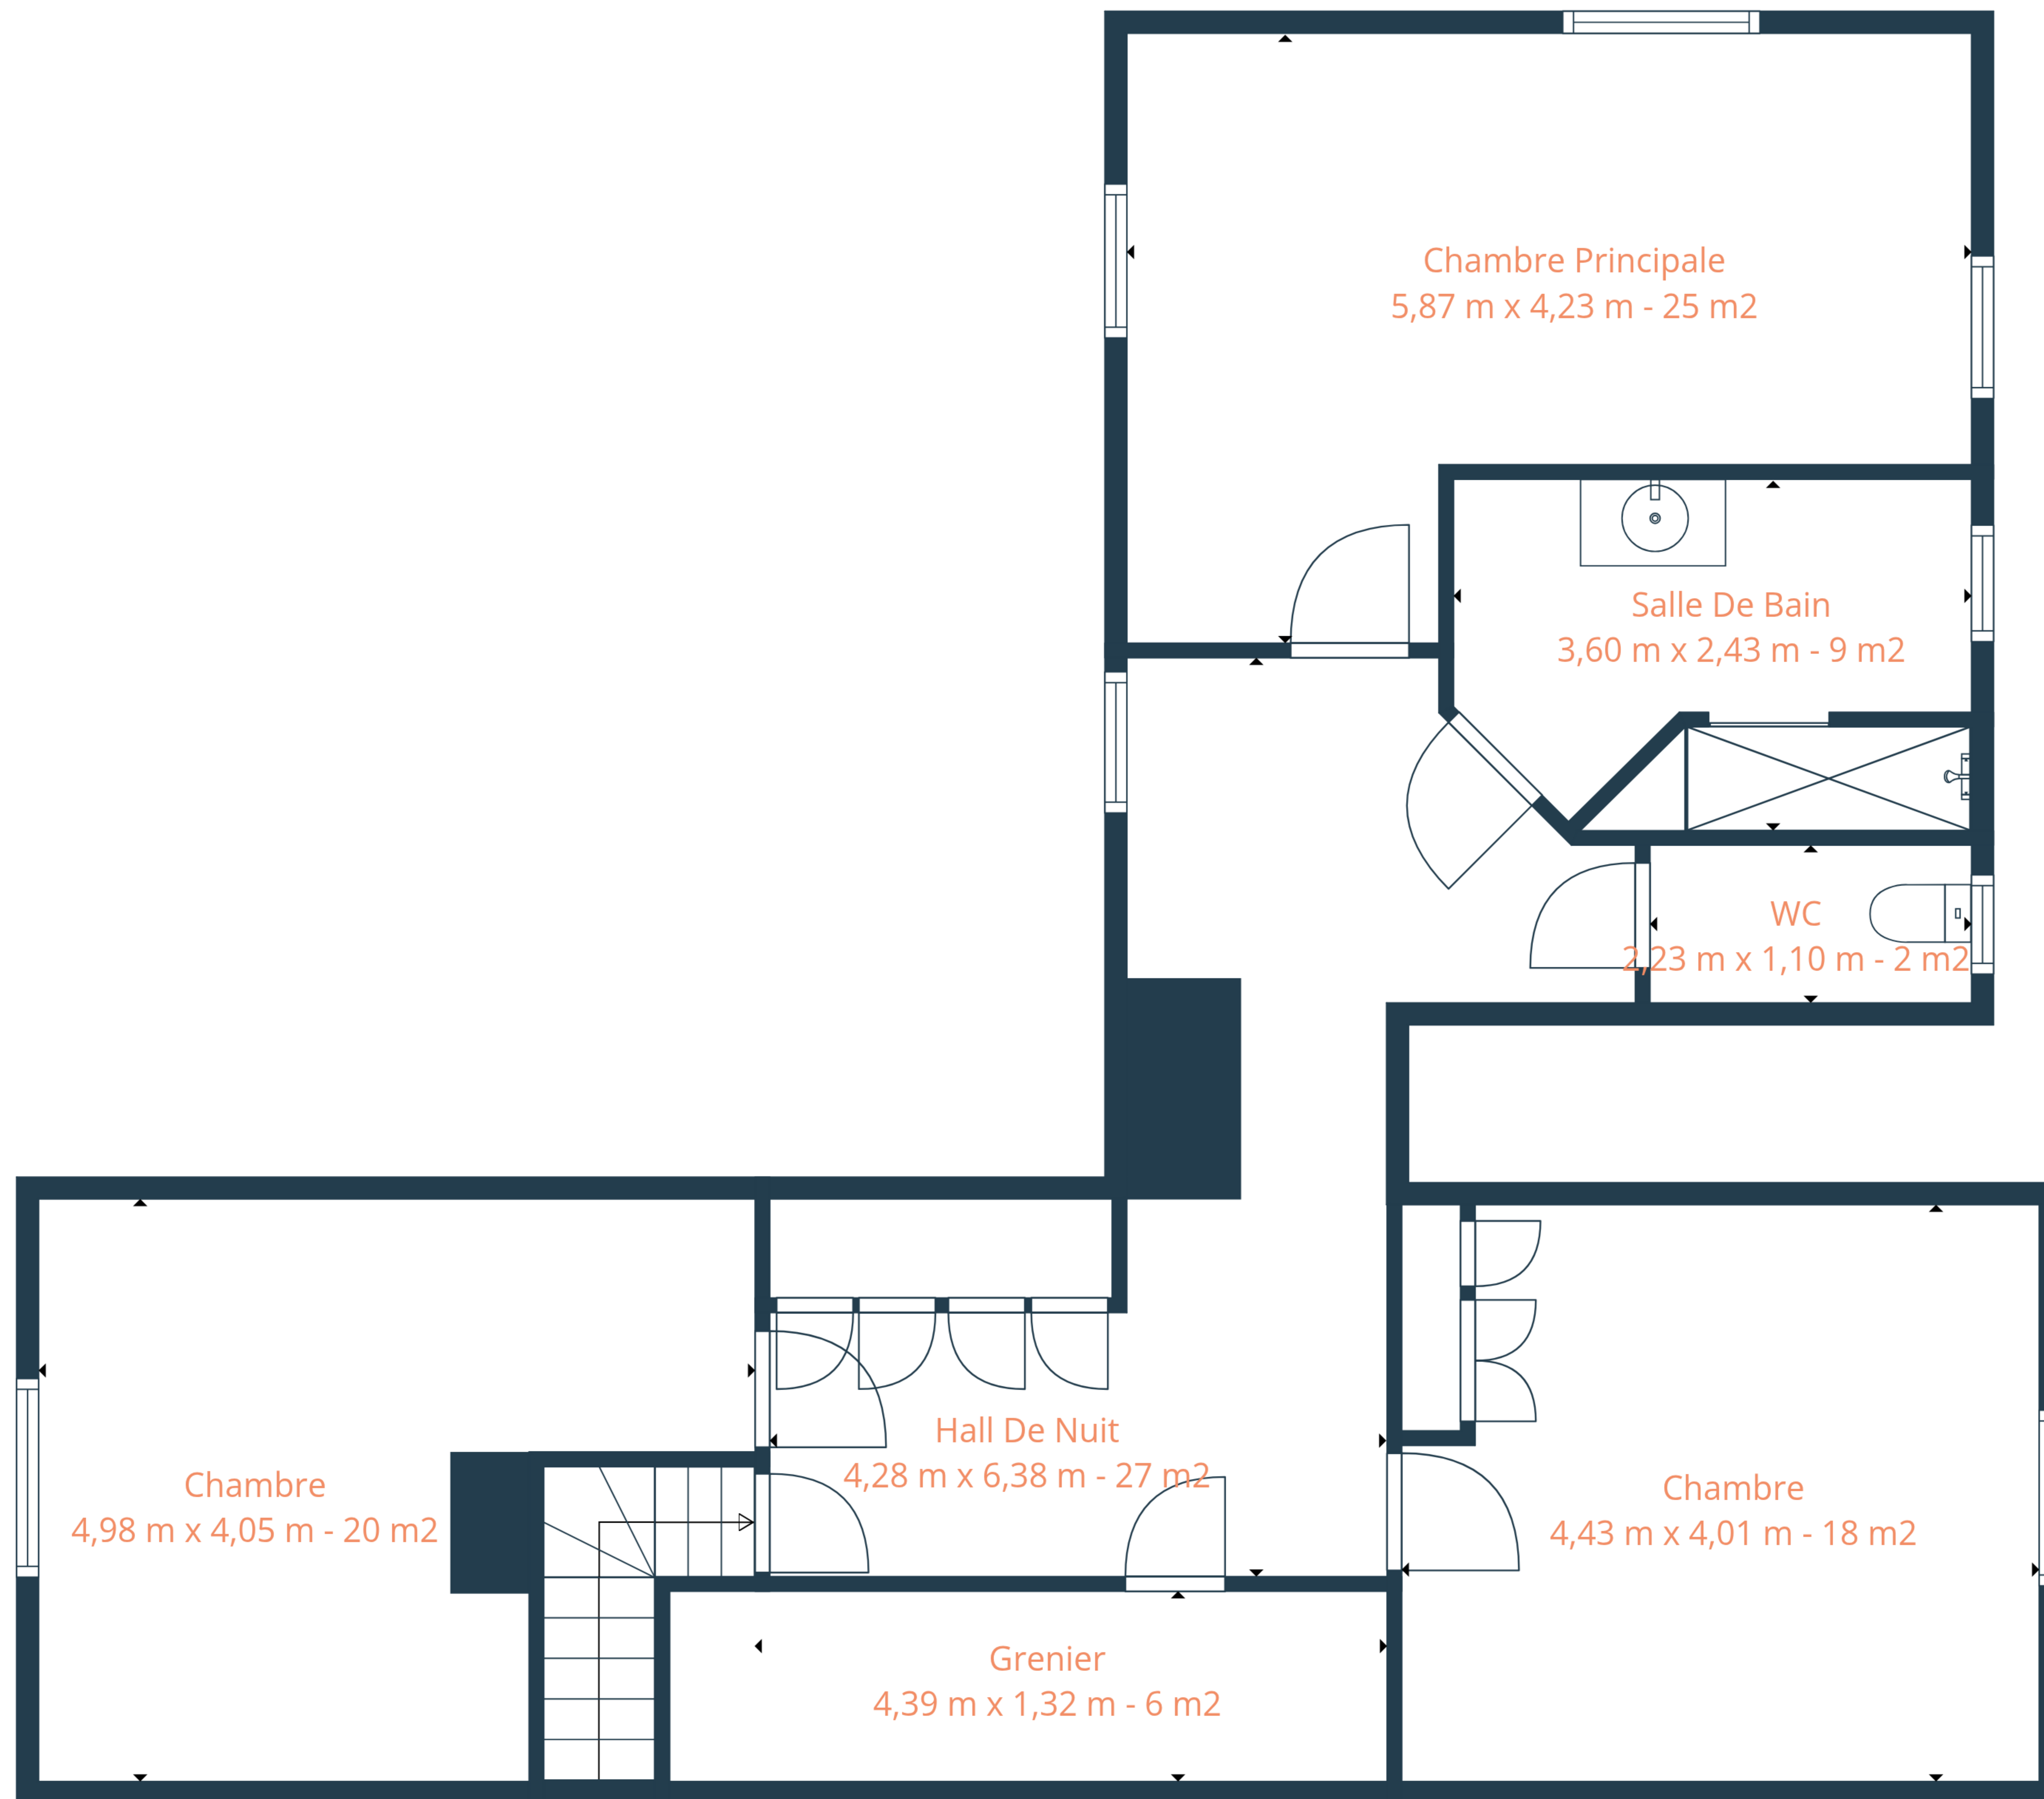 Chambre Principale
5,87 m x 4,23 m - 25 m2
Salle De Bain
3,60 m x 2,43 m - 9 m2
WC
2,23 m x 1,10 m - 2 m2
Hall De Nuit
4,28 m x 6,38 m - 27 m2
Chambre
4,98 m x 4,05 m - 20 m2
Chambre
4,43 m x 4,01 m - 18 m2
Grenier
4,39 m x 1,32 m - 6 m2